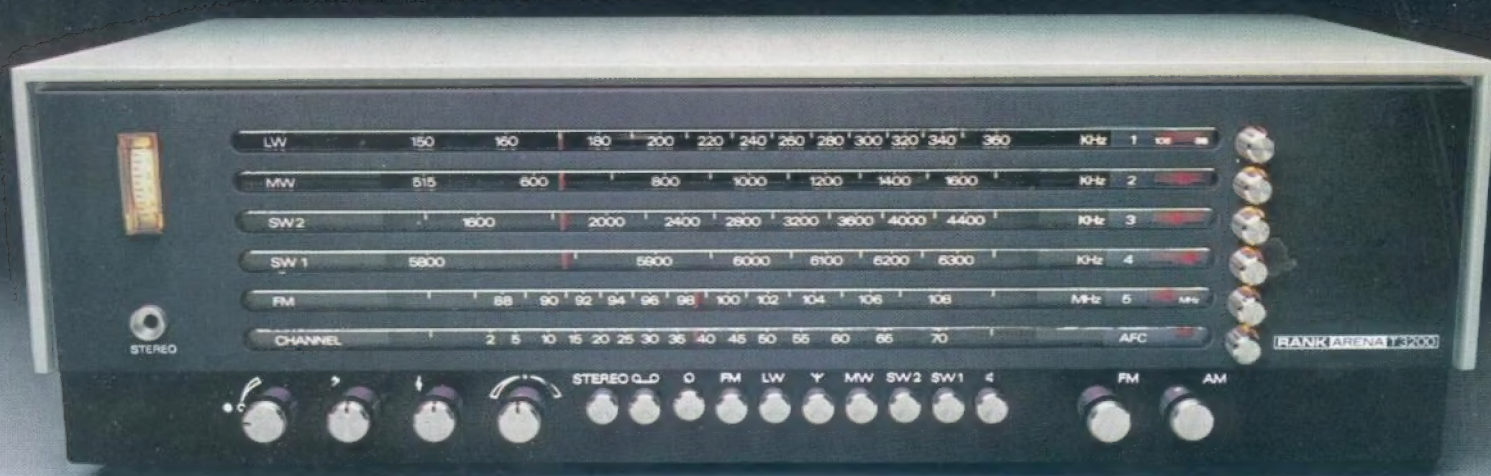 LW 150 160 180 200 220 240 260 280 300 320 340 360 KHz 1 106 88
MW 515 600 800 1000 1200 1400 1600 KHz 2
SW 2 1600 2000 2400 2800 3200 3600 4000 4400 KHz 3
SW 1 5800 5900 6000 6100 6200 6300 KHz 4
FM 88 90 92 94 96 98 100 102 104 106 108 MHz 5 MHz
CHANNEL 2 5 10 15 20 25 30 35 40 45 50 55 60 65 70 AFC
STEREO
RANK ARENA T3200
STEREO FM LW MW SW2 SW1 FM AM